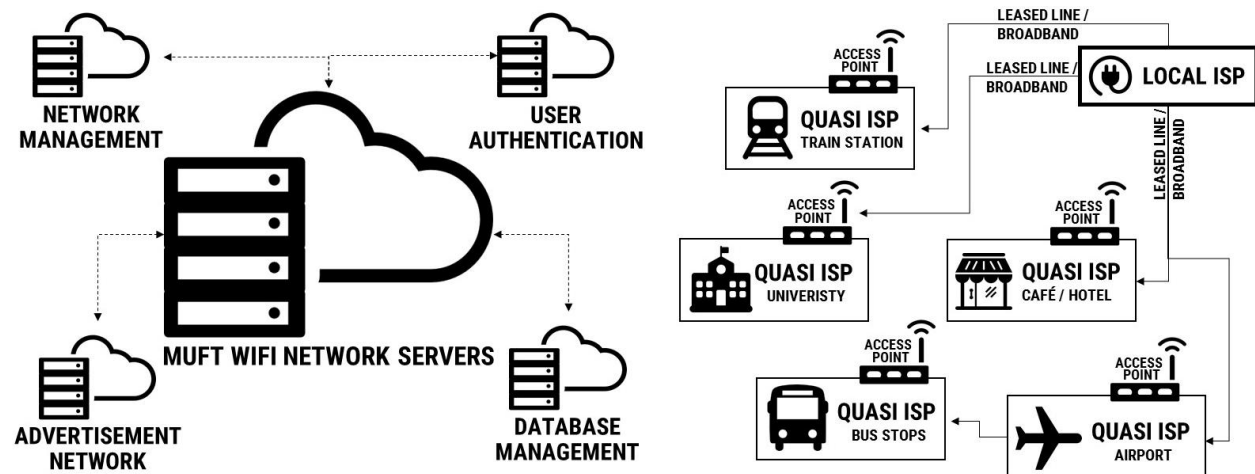 NETWORK
MANAGEMENT
USER
AUTHENTICATION
MUFT WIFI NETWORK SERVERS
ADVERTISEMENT
NETWORK
DATABASE
MANAGEMENT
LEASED LINE /
BROADBAND
LOCAL ISP
LEASED LINE /
BROADBAND
LEASED LINE /
BROADBAND
ACCESS
POINT
QUASI ISP
TRAIN STATION
ACCESS
POINT
QUASI ISP
UNIVERISTY
ACCESS
POINT
QUASI ISP
CAFÉ / HOTEL
ACCESS
POINT
QUASI ISP
BUS STOPS
ACCESS
POINT
QUASI ISP
AIRPORT